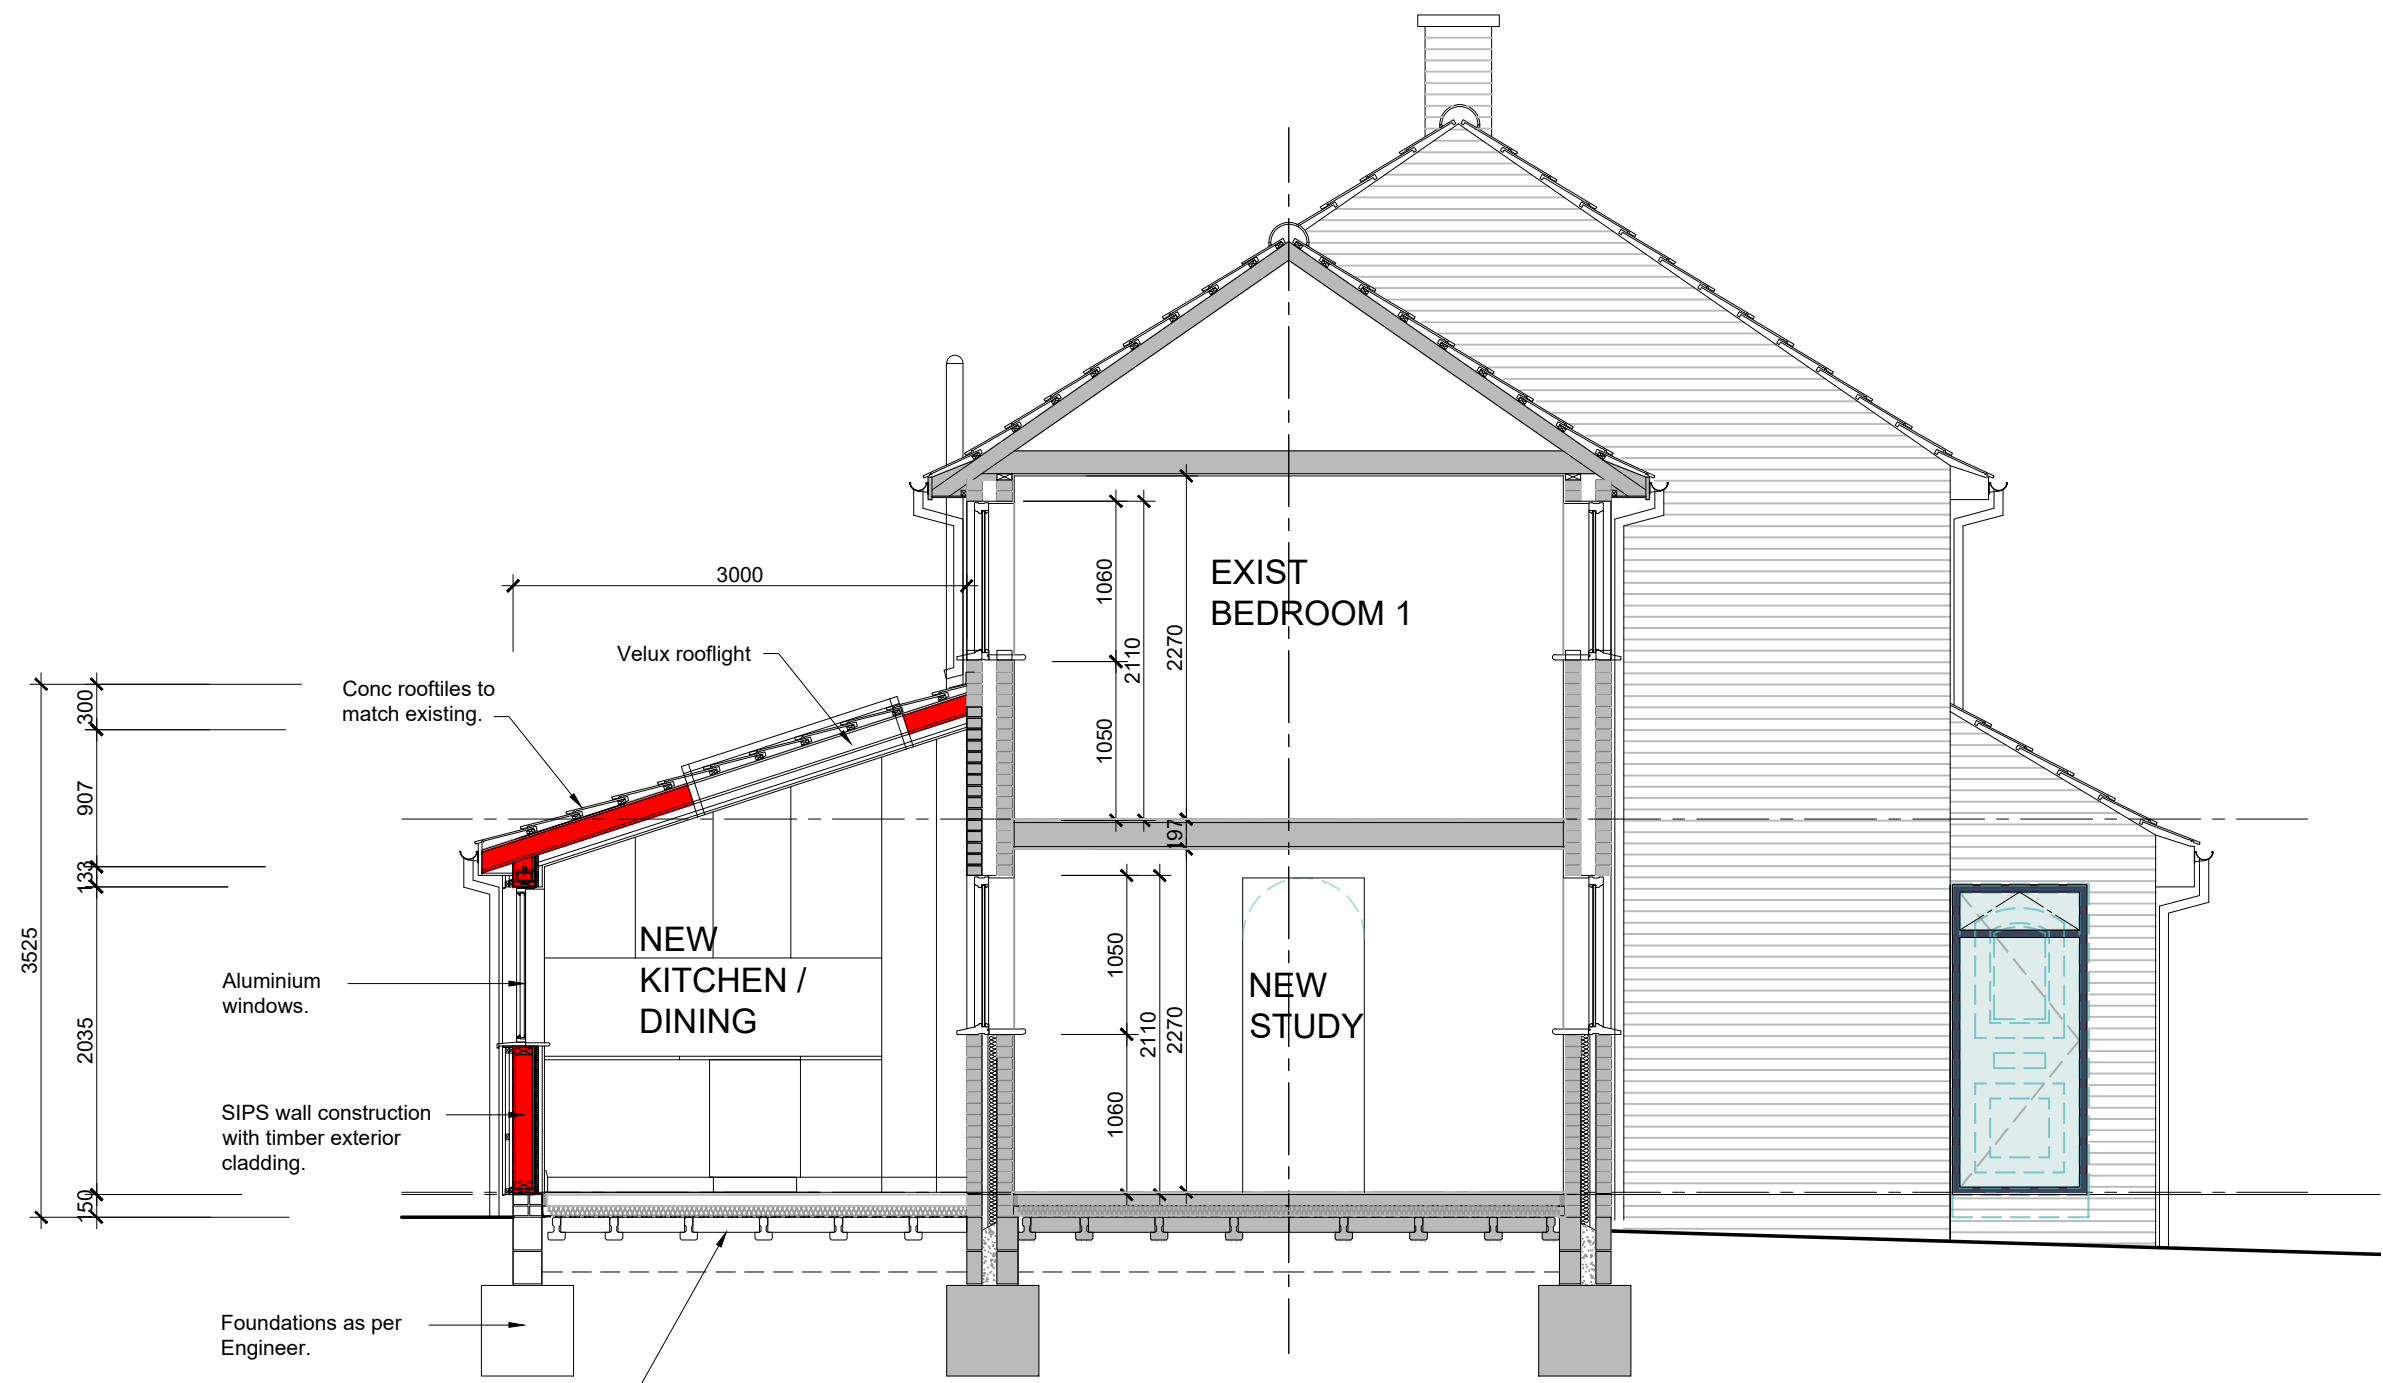 3000
EXIST
BEDROOM 1
1060
2110
2270
1050
Velux rooflight
Conc rooftiles to
match existing.
300
907
133
3525
2035
150
197
NEW
KITCHEN /
DINING
NEW
STUDY
1050
2110
2270
1060
Aluminium
windows.
SIPS wall construction
with timber exterior
cladding.
Foundations as per
Engineer.